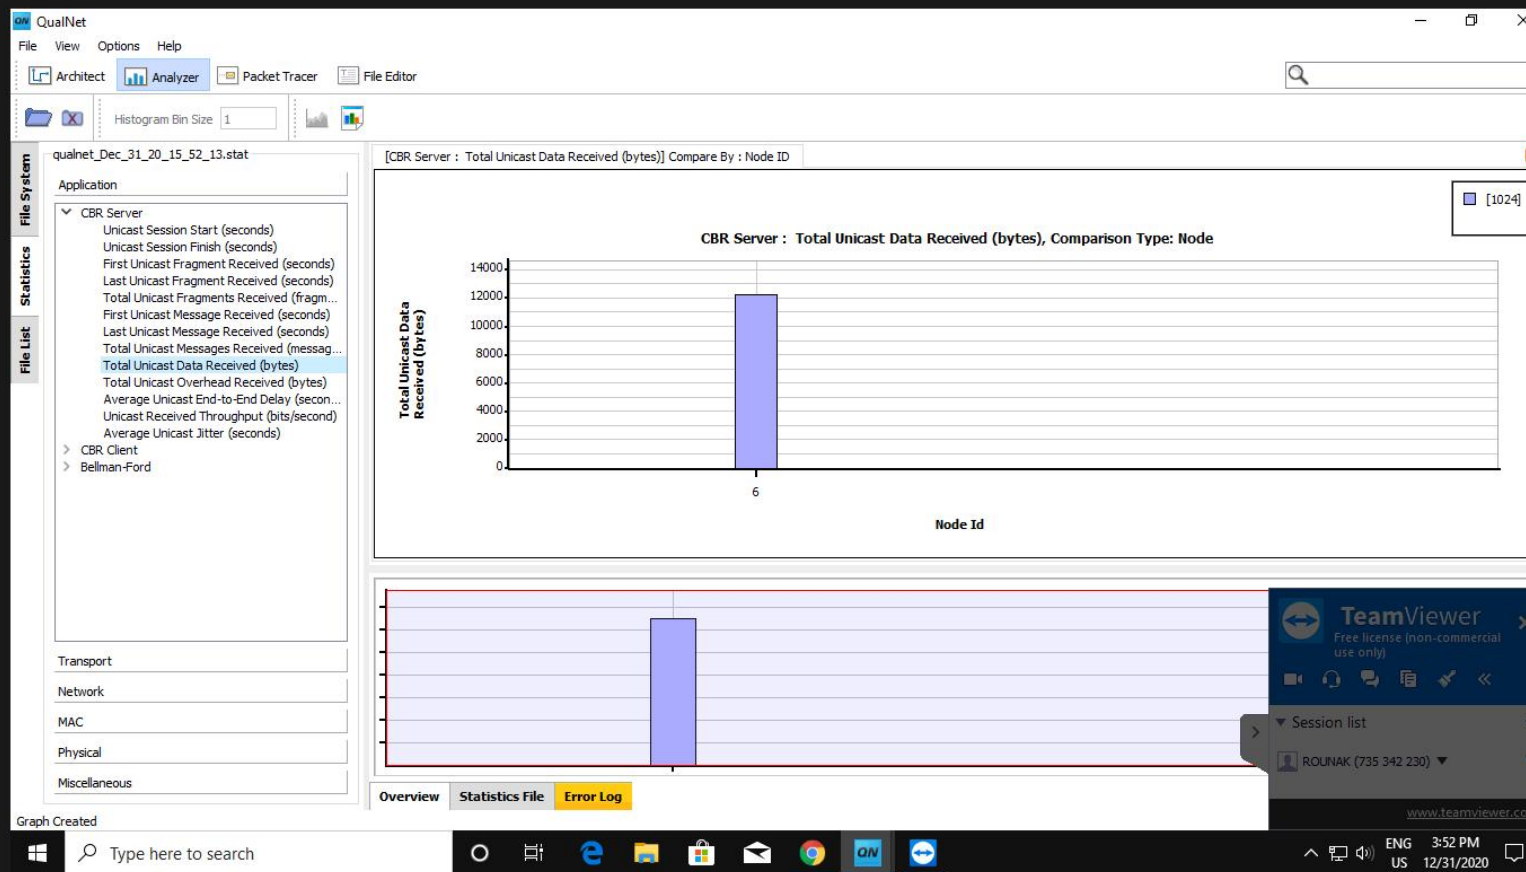 QN QualNet
File View Options Help
Architect Analyzer Packet Tracer File Editor
Histogram Bin Size 1
File System
Statistics
File List
qualnet_Dec_31_20_15_52_13.stat
Application
CBR Server
Unicast Session Start (seconds)
Unicast Session Finish (seconds)
First Unicast Fragment Received (seconds)
Last Unicast Fragment Received (seconds)
Total Unicast Fragments Received (fragm...
First Unicast Message Received (seconds)
Last Unicast Message Received (seconds)
Total Unicast Messages Received (messag...
Total Unicast Data Received (bytes)
Total Unicast Overhead Received (bytes)
Average Unicast End-to-End Delay (secon...
Unicast Received Throughput (bits/second)
Average Unicast Jitter (seconds)
CBR Client
Bellman-Ford
Transport
Network
MAC
Physical
Miscellaneous
[CBR Server : Total Unicast Data Received (bytes)] Compare By : Node ID
[1024]
CBR Server : Total Unicast Data Received (bytes), Comparison Type: Node
Total Unicast Data
Received (bytes)
14000
12000
10000
8000
6000
4000
2000
0
6
Node Id
TeamViewer
Free license (non-commercial
use only)
Session list
ROUNAK (735 342 230)
www.teamviewer.co
Overview Statistics File Error Log
Graph Created
Type here to search
QN
ENG
US
3:52 PM
12/31/2020